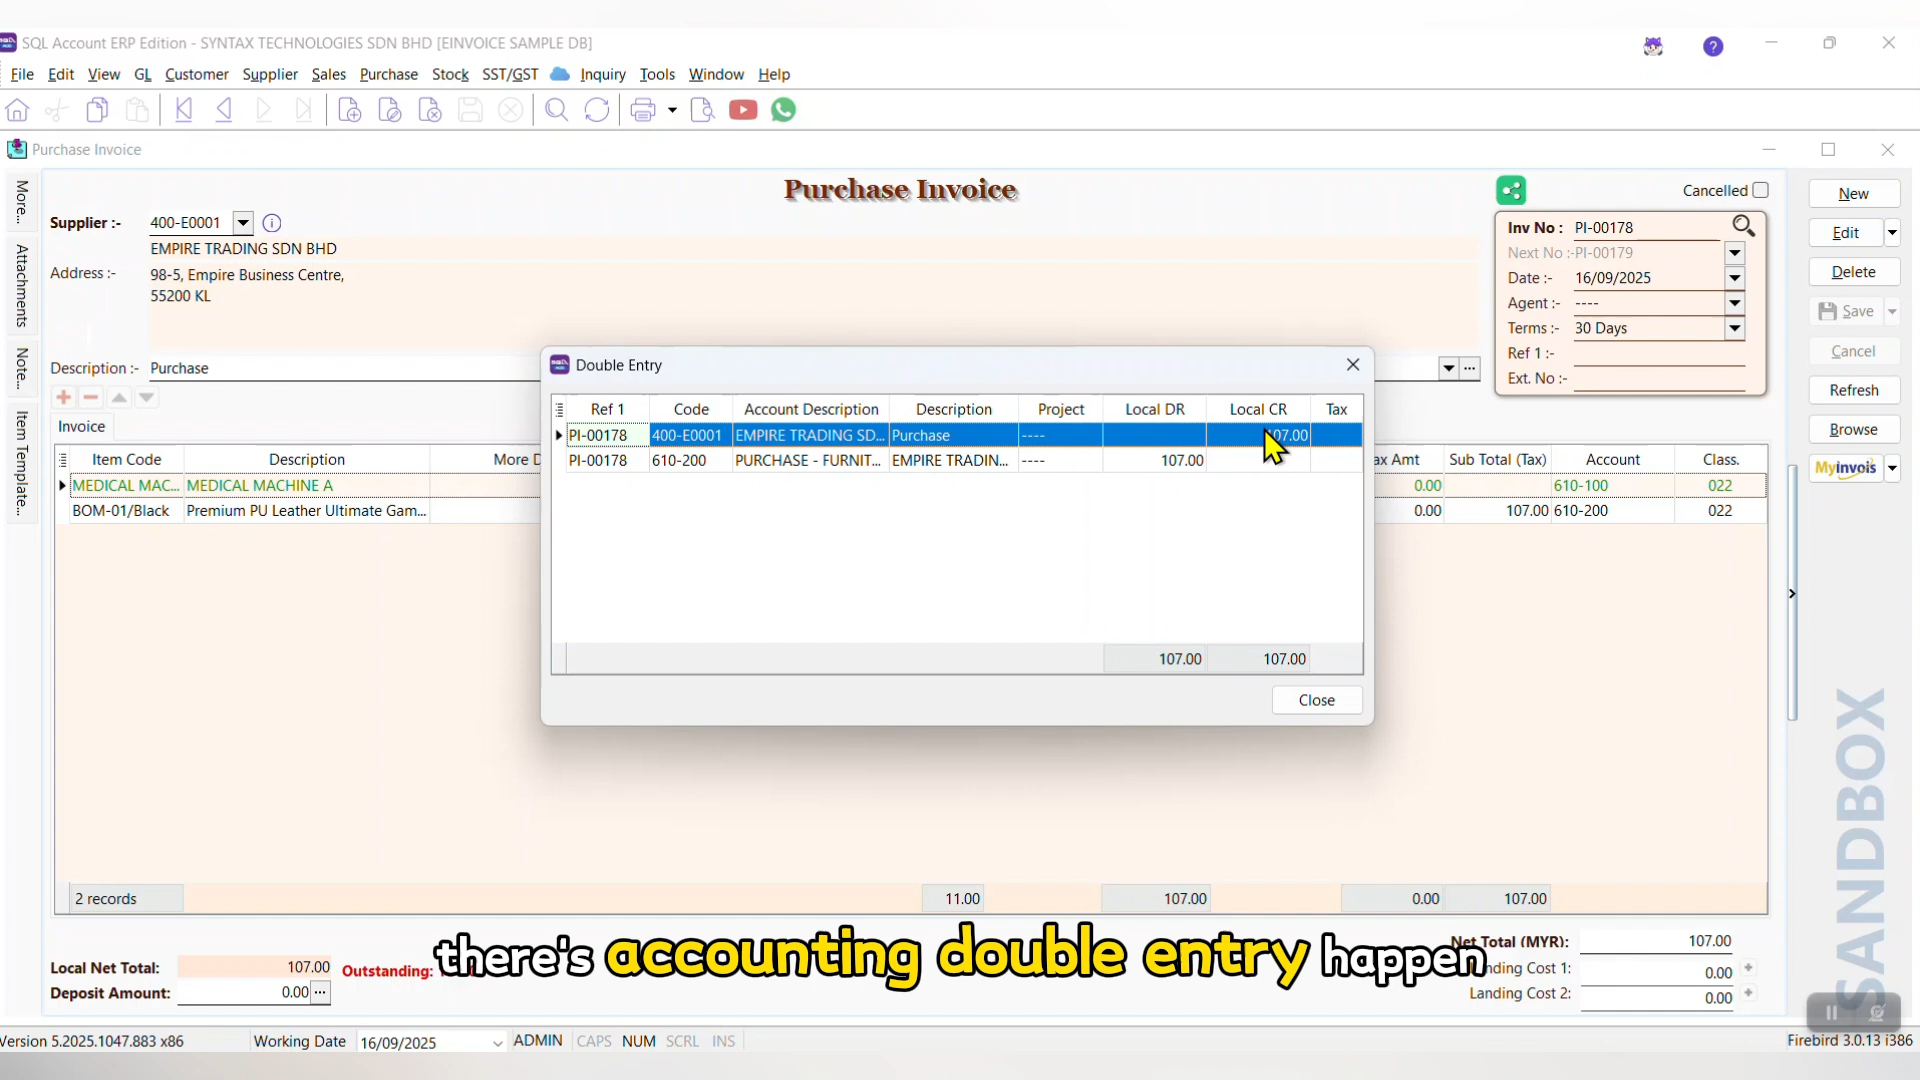 SQL Account ERP Edition - SYNTAX TECHNOLOGIES SDN BHD [EINVOICE SAMPLE DB]
File Edit View GL Customer Supplier Sales Purchase Stock SST/GST Inquiry Tools Window Help
Purchase Invoice
Purchase Invoice
Cancelled
More...
Attachments
Note...
Item Template...
Supplier :- 400-E0001
EMPIRE TRADING SDN BHD
Address :- 98-5, Empire Business Centre,
55200 KL
Description :- Purchase
Inv No : PI-00178
Next No :-PI-00179
Date :- 16/09/2025
Agent :- ----
Terms :- 30 Days
Ref 1 :-
Ext. No :-
New
Edit
Delete
Save
Cancel
Refresh
Browse
Myinvois
Invoice
Item Code Description More D ax Amt Sub Total (Tax) Account Class.
MEDICAL MAC... MEDICAL MACHINE A 0.00 610-100 022
BOM-01/Black Premium PU Leather Ultimate Gam... 0.00 107.00 610-200 022
Double Entry
Ref 1 Code Account Description Description Project Local DR Local CR Tax
PI-00178 400-E0001 EMPIRE TRADING SD... Purchase ---- 07.00
PI-00178 610-200 PURCHASE - FURNIT... EMPIRE TRADIN... ---- 107.00
107.00 107.00
Close
2 records 11.00 107.00 0.00 107.00
there's accounting double entry happen
Local Net Total: 107.00 Outstanding:
Deposit Amount: 0.00
Net Total (MYR): 107.00
nding Cost 1: 0.00
Landing Cost 2: 0.00
SANDBOX
Version 5.2025.1047.883 x86 Working Date 16/09/2025 ADMIN CAPS NUM SCRL INS Firebird 3.0.13 i386